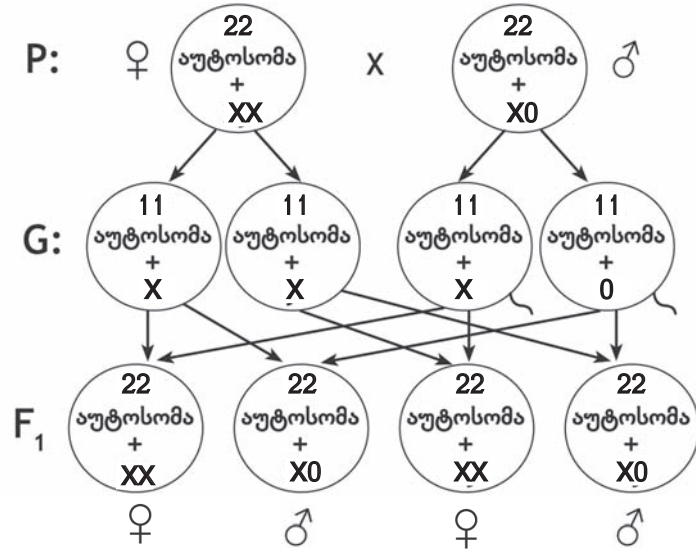 P: ♀ 22 აუტოსომა + XX x 22 აუტოსომა + X0 ♂
G: 11 აუტოსომა + X 11 აუტოსომა + X 11 აუტოსომა + X 11 აუტოსომა + 0
F₁ 22 აუტოსომა + XX 22 აუტოსომა + X0 22 აუტოსომა + XX 22 აუტოსომა + X0
♀ ♂ ♀ ♂